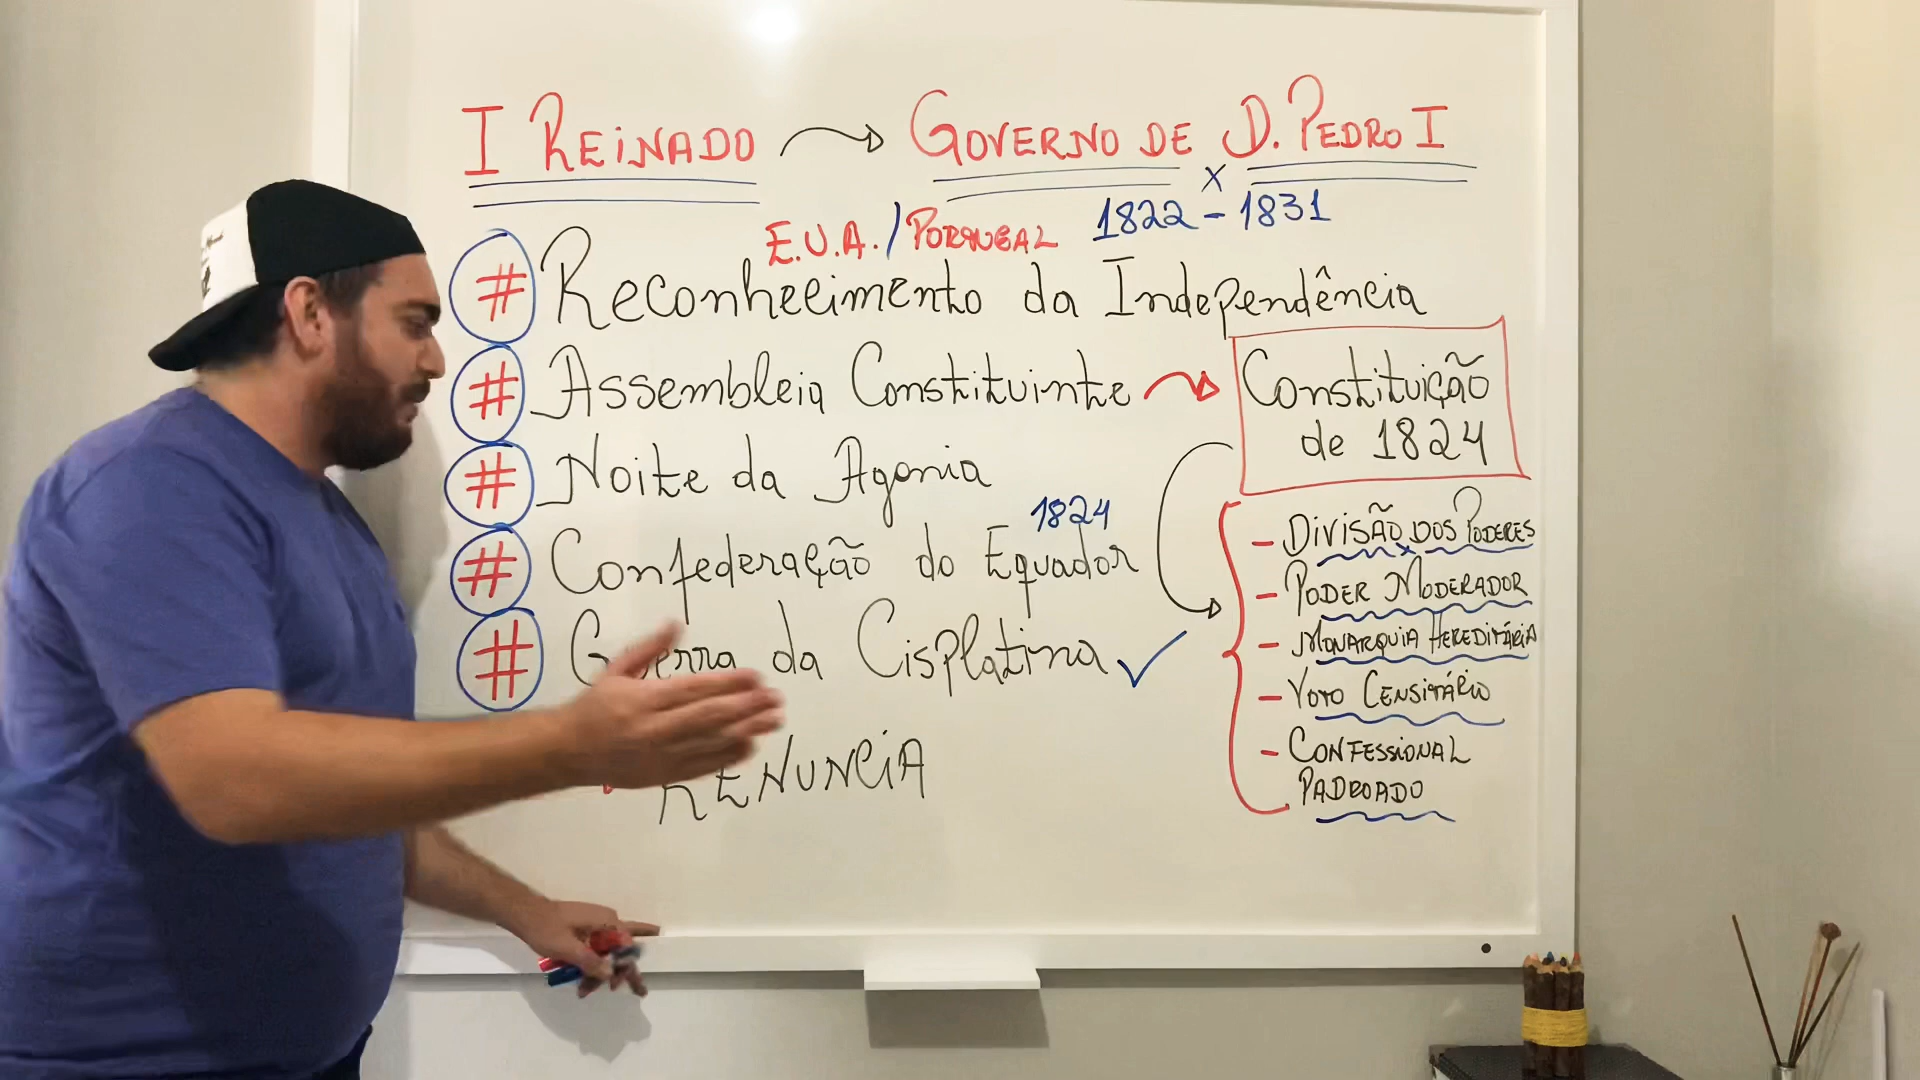 I REINADO → GOVERNO DE D. PEDRO I
1822 - 1831
E.U.A. / PORTUGAL
# Reconhecimento da Independência
# Assembleia Constituinte → Constituição
de 1824
# Noite da Agonia
# Confederação do Equador 1824
# Guerra da Cisplatina ✓
RENUNCIA
- DIVISÃO DOS PODERES
- PODER MODERADOR
- MONARQUIA HEREDITÁRIA
- VOTO CENSITÁRIO
- CONFESSIONAL
PADROADO